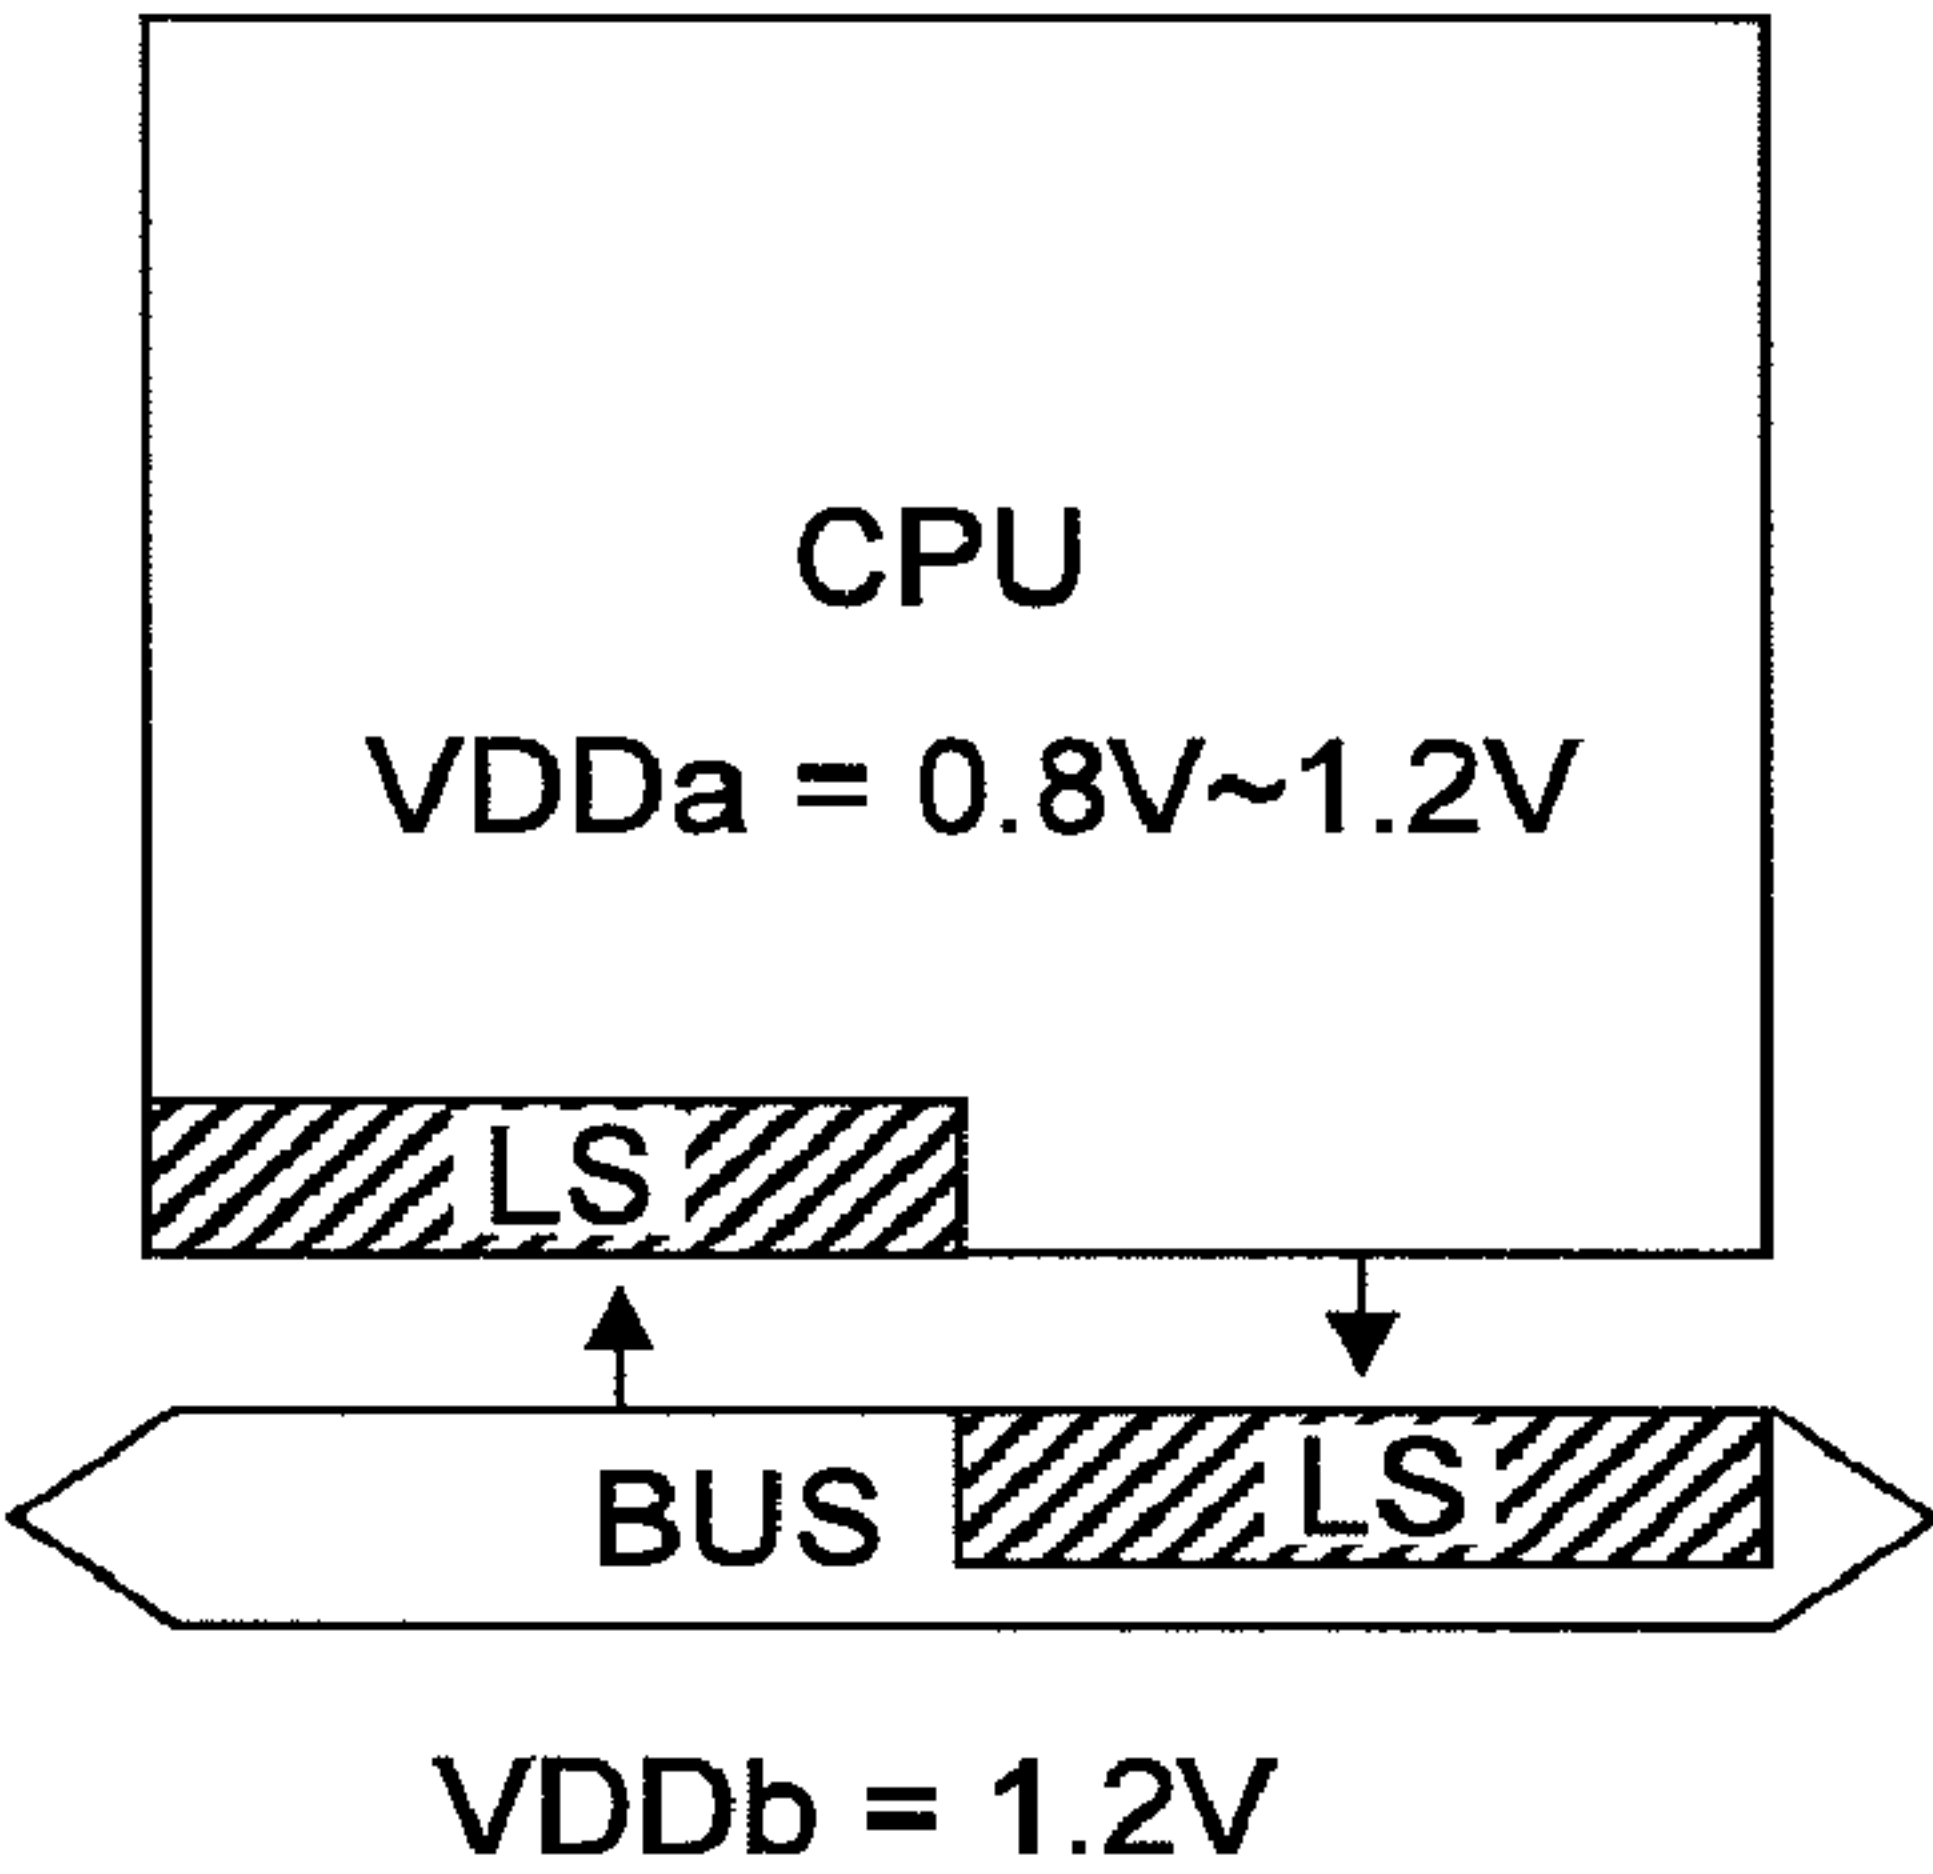 CPU
VDDa = 0.8V~1.2V
LS
BUS
LS
VDDb = 1.2V